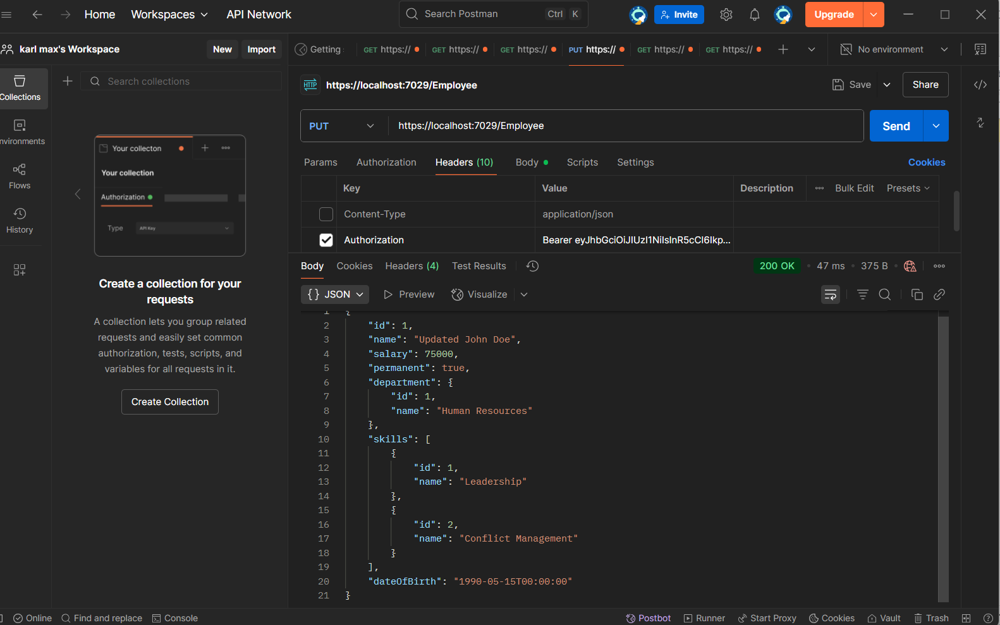 Home Workspaces API Network Search Postman Ctrl K Invite Upgrade
karl max's Workspace New Import Getting GET https:// GET https:// GET https:// PUT https:// GET https:// GET https:// No environment
Collections
Search collections
HTTP https://localhost:7029/Employee Save Share
PUT https://localhost:7029/Employee Send
nvironments
Flows
History
Your collecton
Your collection
Authorization
Type API Key
Create a collection for your
requests
A collection lets you group related
requests and easily set common
authorization, tests, scripts, and
variables for all requests in it.
Create Collection
Params Authorization Headers (10) Body Scripts Settings Cookies
Key Value Description Bulk Edit Presets
Content-Type application/json
Authorization Bearer eyJhbGciOiJIUzI1NiIsInR5cCI6Ikp...
Body Cookies Headers (4) Test Results 200 OK 47 ms 375 B
{} JSON Preview Visualize
1 {
2 "id": 1,
3 "name": "Updated John Doe",
4 "salary": 75000,
5 "permanent": true,
6 "department": {
7 "id": 1,
8 "name": "Human Resources"
9 },
10 "skills": [
11 {
12 "id": 1,
13 "name": "Leadership"
14 },
15 {
16 "id": 2,
17 "name": "Conflict Management"
18 }
19 ],
20 "dateOfBirth": "1990-05-15T00:00:00"
21 }
Online Find and replace Console Postbot Runner Start Proxy Cookies Vault Trash